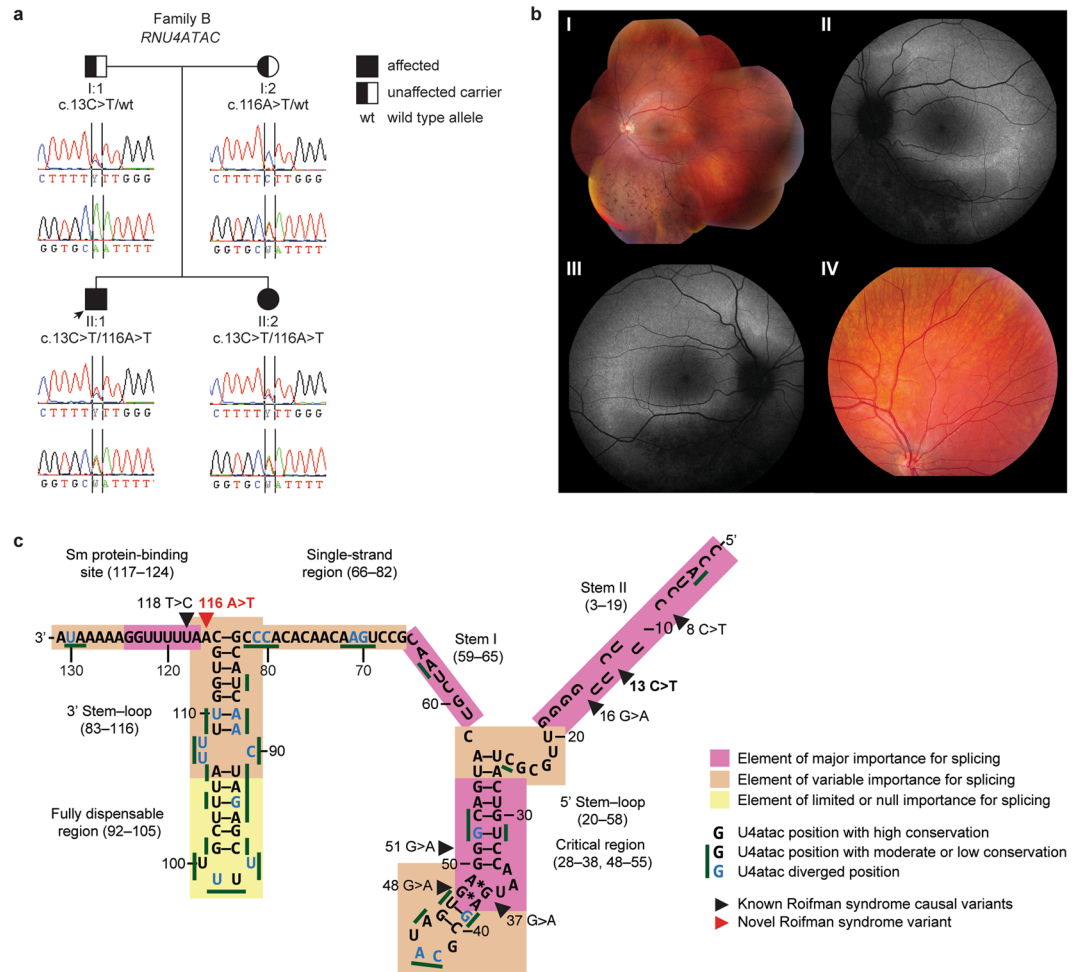 a
Family B
RNU4ATAC
I:1
c.13C>T/wt
I:2
c.116A>T/wt
affected
unaffected carrier
wt wild type allele
C T T T T Y T T G G G
C T T T T C T T G G G
G G T G C A A T T T T
G G T G C W A T T T T
II:1
c.13C>T/116A>T
II:2
c.13C>T/116A>T
C T T T T Y T T G G G
C T T T T Y T T G G G
G G T G C W A T T T T
G G T G C W A T T T T
b
I
II
III
IV
c
Sm protein-binding
site (117–124)
118 T>C
116 A>T
Single-strand
region (66–82)
3'-AUAAAAAGGUUUUUAAC–GCCCACACAACAAGUCCG
130
120
80
70
3' Stem–loop
(83–116)
110
90
Fully dispensable
region (92–105)
100
Stem I
(59–65)
CAAUCGU
60
Stem II
(3–19)
5'
10
8 C>T
13 C>T
16 G>A
20
5' Stem–loop
(20–58)
Critical region
(28–38, 48–55)
30
51 G>A
50
48 G>A
37 G>A
40
Element of major importance for splicing
Element of variable importance for splicing
Element of limited or null importance for splicing
G U4atac position with high conservation
G U4atac position with moderate or low conservation
G U4atac diverged position
Known Roifman syndrome causal variants
Novel Roifman syndrome variant